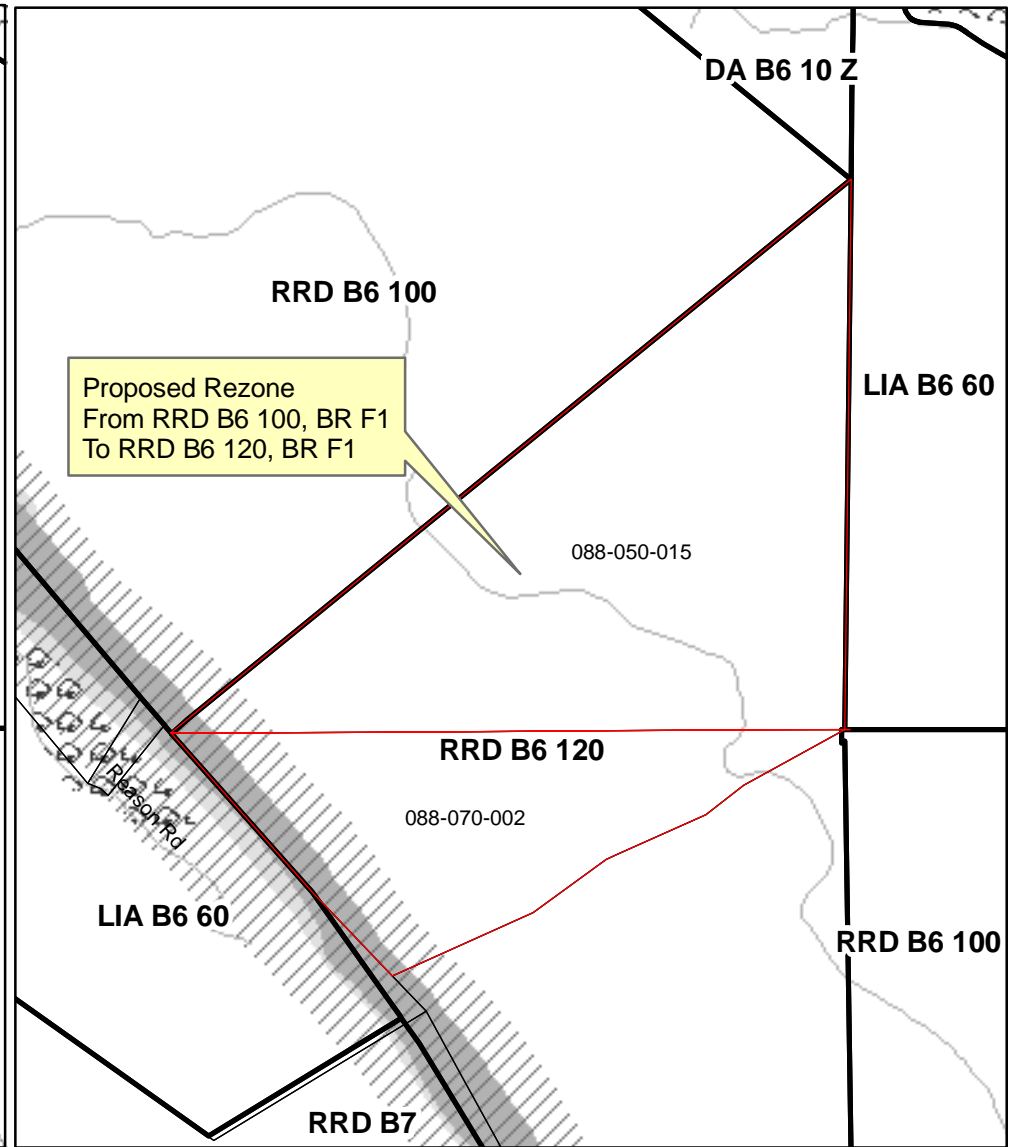 DA B6 10 Z
RRD B6 100
Proposed Rezone
From RRD B6 100, BR F1
To RRD B6 120, BR F1
LIA B6 60
088-050-015
RRD B6 120
088-070-002
Reason Rd
LIA B6 60
RRD B6 100
RRD B7